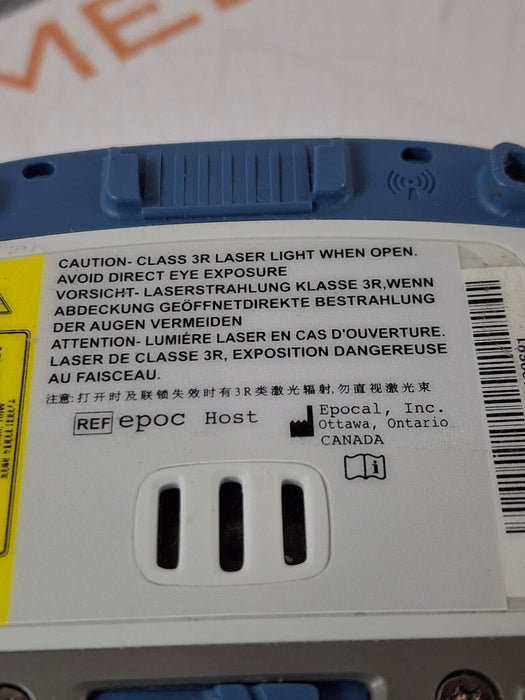 MED
CAUTION- CLASS 3R LASER LIGHT WHEN OPEN.
AVOID DIRECT EYE EXPOSURE
VORSICHT- LASERSTRAHLUNG KLASSE 3R,WENN
ABDECKUNG GEÖFFNETDIREKTE BESTRAHLUNG
DER AUGEN VERMEIDEN
ATTENTION- LUMIÉRE LASER EN CAS D'OUVERTURE.
LASER DE CLASSE 3R, EXPOSITION DANGEREUSE
AU FAISCEAU.
注意:打开时及联锁失效时有3R类激光辐射,勿直视激光束
REF epoc Host
Epocal, Inc.
Ottawa, Ontario
CANADA